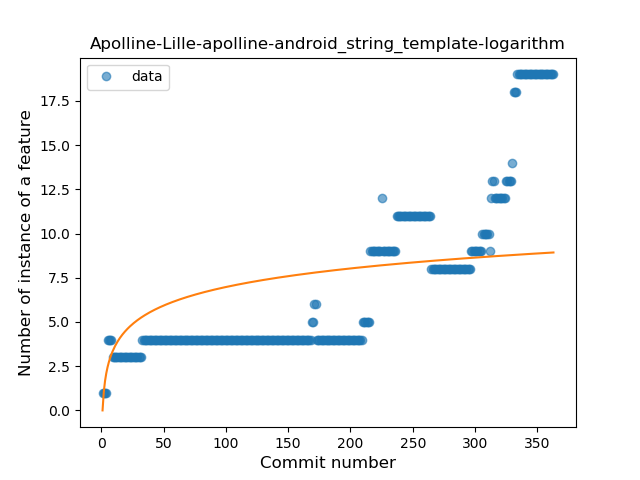 Apolline-Lille-apolline-android_string_template-logarithm
data
Number of instance of a feature
17.5
15.0
12.5
10.0
7.5
5.0
2.5
0.0
0 50 100 150 200 250 300 350
Commit number